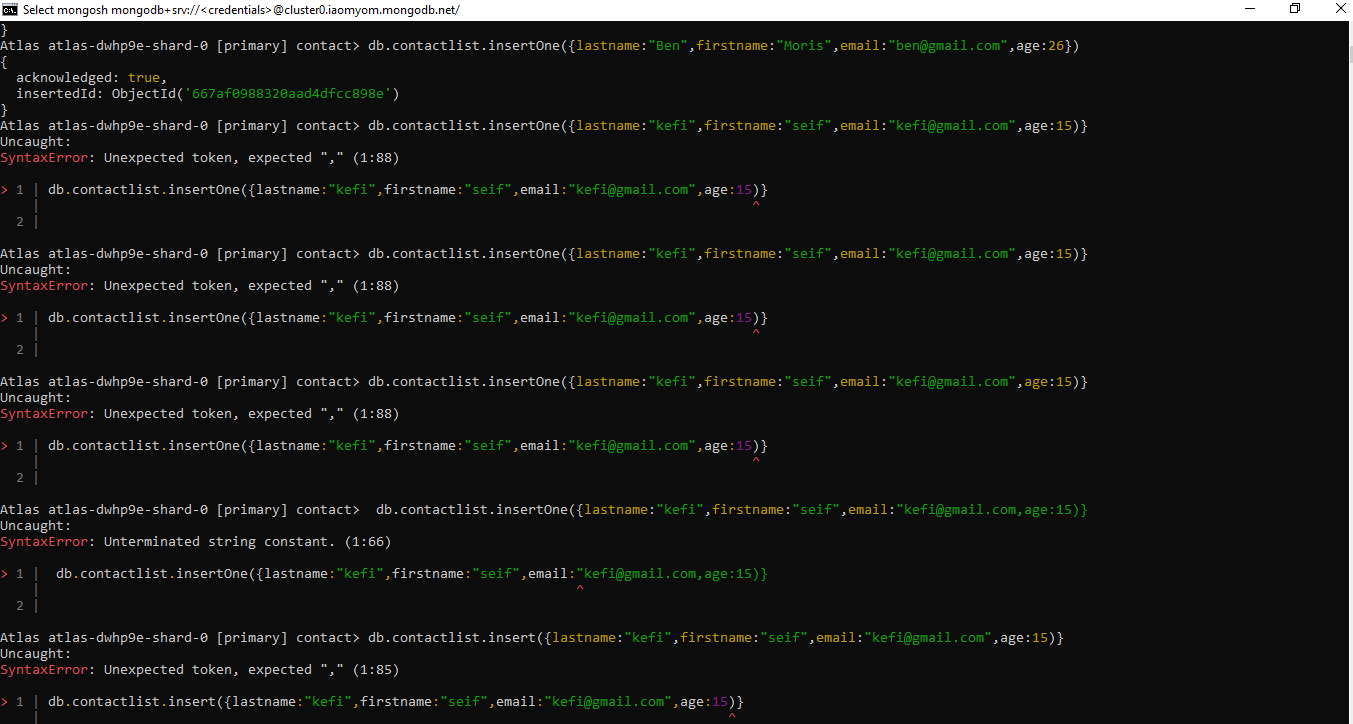 Select mongosh mongodb+srv://<credentials>@cluster0.iaomyom.mongodb.net/
}
Atlas atlas-dwhp9e-shard-0 [primary] contact> db.contactlist.insertOne({lastname:"Ben",firstname:"Moris",email:"ben@gmail.com",age:26})
{
  acknowledged: true,
  insertedId: ObjectId('667af0988320aad4dfcc898e')
}
Atlas atlas-dwhp9e-shard-0 [primary] contact> db.contactlist.insertOne({lastname:"kefi",firstname:"seif",email:"kefi@gmail.com",age:15)}
Uncaught:
SyntaxError: Unexpected token, expected "," (1:88)
> 1 | db.contactlist.insertOne({lastname:"kefi",firstname:"seif",email:"kefi@gmail.com",age:15)}
    |                                                                                         ^
  2 |
Atlas atlas-dwhp9e-shard-0 [primary] contact> db.contactlist.insertOne({lastname:"kefi",firstname:"seif",email:"kefi@gmail.com",age:15)}
Uncaught:
SyntaxError: Unexpected token, expected "," (1:88)
> 1 | db.contactlist.insertOne({lastname:"kefi",firstname:"seif",email:"kefi@gmail.com",age:15)}
    |                                                                                         ^
  2 |
Atlas atlas-dwhp9e-shard-0 [primary] contact> db.contactlist.insertOne({lastname:"kefi",firstname:"seif",email:"kefi@gmail.com",age:15)}
Uncaught:
SyntaxError: Unexpected token, expected "," (1:88)
> 1 | db.contactlist.insertOne({lastname:"kefi",firstname:"seif",email:"kefi@gmail.com",age:15)}
    |                                                                                         ^
  2 |
Atlas atlas-dwhp9e-shard-0 [primary] contact>  db.contactlist.insertOne({lastname:"kefi",firstname:"seif",email:"kefi@gmail.com,age:15)}
Uncaught:
SyntaxError: Unterminated string constant. (1:66)
> 1 |  db.contactlist.insertOne({lastname:"kefi",firstname:"seif",email:"kefi@gmail.com,age:15)}
    |                                                                   ^
  2 |
Atlas atlas-dwhp9e-shard-0 [primary] contact> db.contactlist.insert({lastname:"kefi",firstname:"seif",email:"kefi@gmail.com",age:15)}
Uncaught:
SyntaxError: Unexpected token, expected "," (1:85)
> 1 | db.contactlist.insert({lastname:"kefi",firstname:"seif",email:"kefi@gmail.com",age:15)}
    |                                                                                      ^